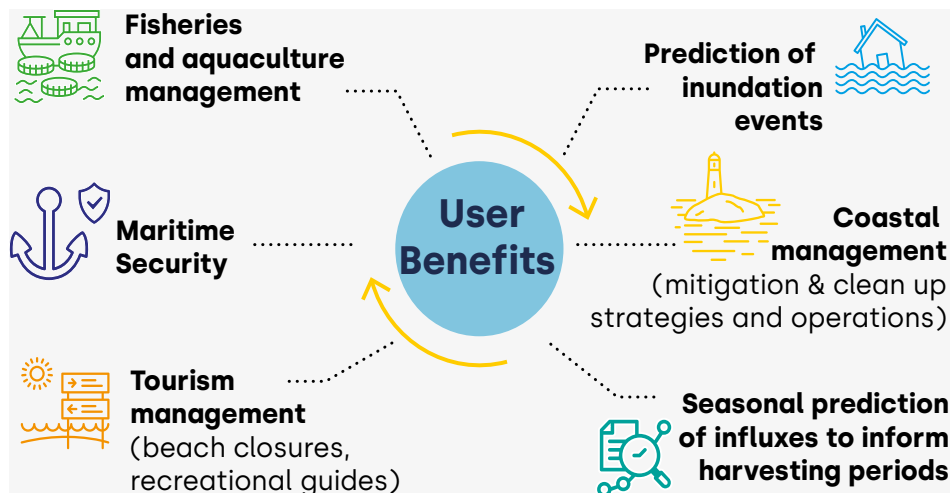 Fisheries
and aquaculture
management
Prediction of
inundation
events
User
Benefits
Maritime
Security
Coastal
management
(mitigation & clean up
strategies and operations)
Tourism
management
(beach closures,
recreational guides)
Seasonal prediction
of influxes to inform
harvesting periods